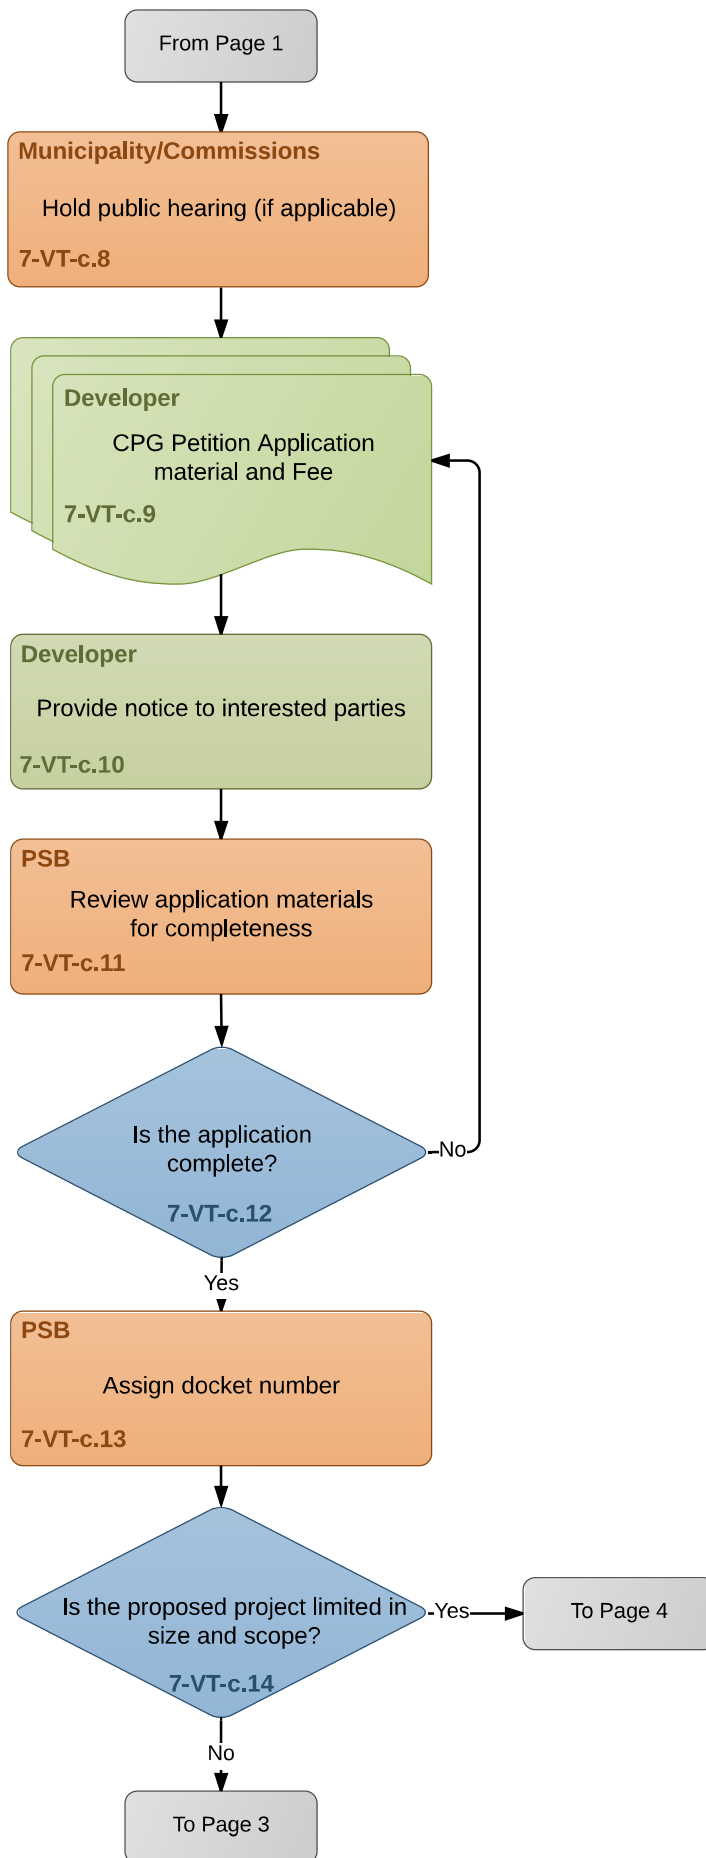 From Page 1
Municipality/Commissions
Hold public hearing (if applicable)
7-VT-c.8
Developer
CPG Petition Application
material and Fee
7-VT-c.9
Developer
Provide notice to interested parties
7-VT-c.10
PSB
Review application materials
for completeness
7-VT-c.11
Is the application
complete?
7-VT-c.12
No
Yes
PSB
Assign docket number
7-VT-c.13
Is the proposed project limited in
size and scope?
7-VT-c.14
Yes
To Page 4
No
To Page 3